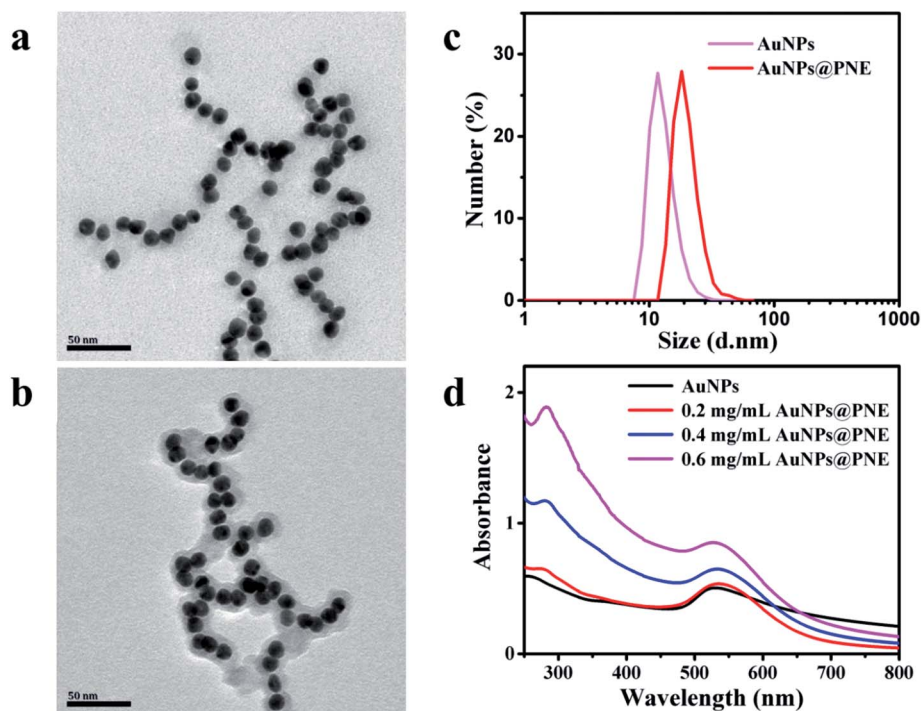 a
50 nm
b
50 nm
c
AuNPs
AuNPs@PNE
Number (%)
30
20
10
0
1
10
100
1000
Size (d.nm)
d
AuNPs
0.2 mg/mL AuNPs@PNE
0.4 mg/mL AuNPs@PNE
0.6 mg/mL AuNPs@PNE
Absorbance
2
1
0
300
400
500
600
700
800
Wavelength (nm)